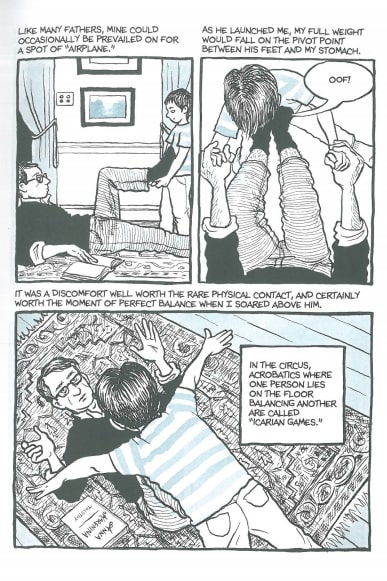 LIKE MANY FATHERS, MINE COULD
OCCASIONALLY BE PREVAILED ON FOR
A SPOT OF "AIRPLANE."
AS HE LAUNCHED ME, MY FULL WEIGHT
WOULD FALL ON THE PIVOT POINT
BETWEEN HIS FEET AND MY STOMACH.
OOF!
IT WAS A DISCOMFORT WELL WORTH THE RARE PHYSICAL CONTACT, AND CERTAINLY
WORTH THE MOMENT OF PERFECT BALANCE WHEN I SOARED ABOVE HIM.
IN THE CIRCUS,
ACROBATICS WHERE
ONE PERSON LIES
ON THE FLOOR
BALANCING ANOTHER
ARE CALLED
"ICARIAN GAMES."
ANNA
KARENINA
TOLSTOY